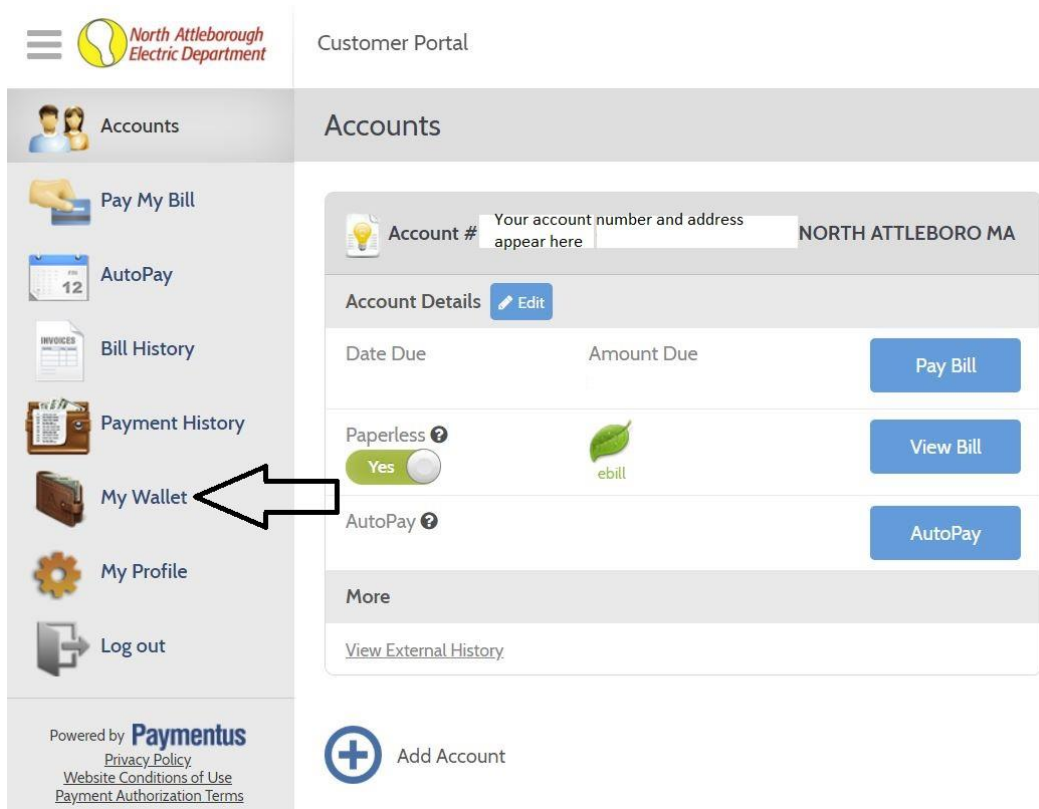 North Attleborough
Electric Department
Customer Portal
Accounts
Pay My Bill
FRI
12
AutoPay
INVOICES
Bill History
Payment History
My Wallet
My Profile
Log out
Powered by Paymentus
Privacy Policy
Website Conditions of Use
Payment Authorization Terms
Accounts
Account # Your account number and address
appear here NORTH ATTLEBORO MA
Account Details Edit
Date Due Amount Due Pay Bill
Paperless ?
Yes ebill View Bill
AutoPay ? AutoPay
More
View External History
Add Account